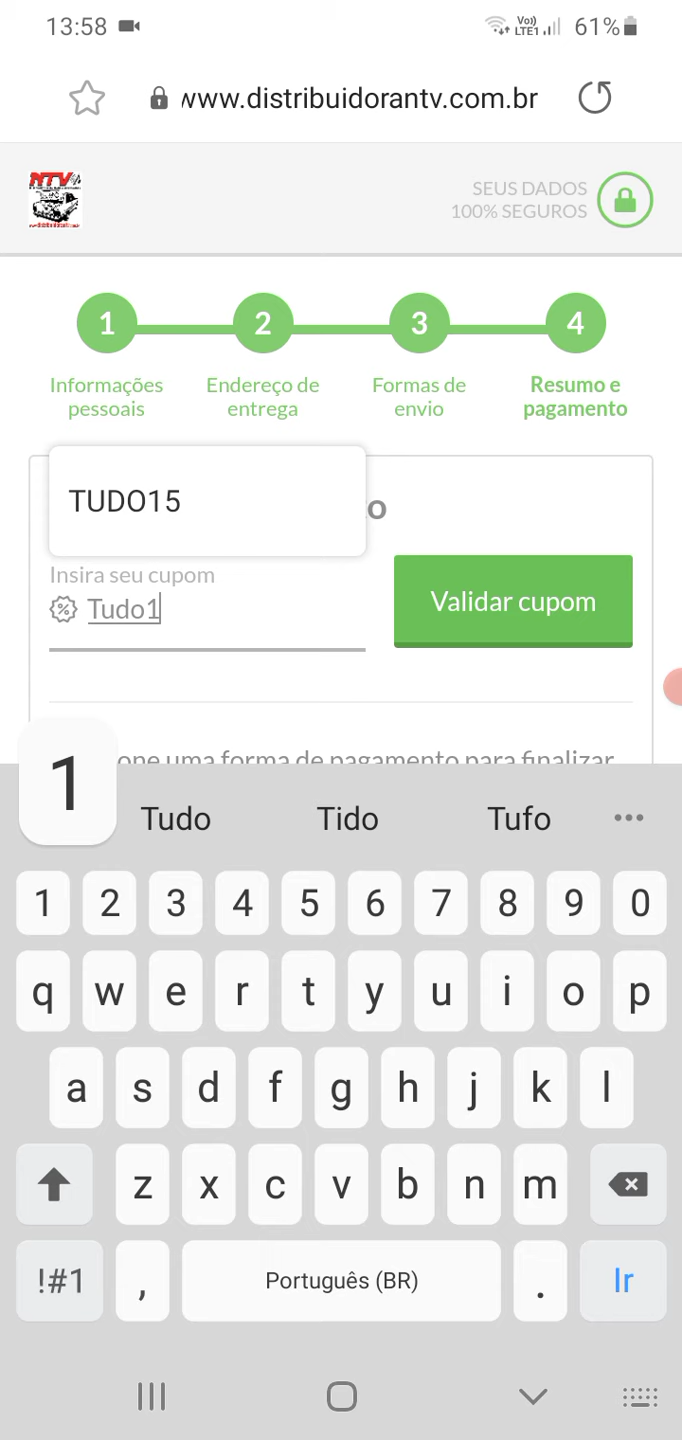 13:58
Vo))
LTE1
61%
www.distribuidorantv.com.br
NTV
SEUS DADOS
100% SEGUROS
1
2
3
4
Informações
pessoais
Endereço de
entrega
Formas de
envio
Resumo e
pagamento
TUDO15
o
Insira seu cupom
Tudo1
Validar cupom
one uma forma de pagamento para finalizar
1
Tudo
Tido
Tufo
1 2 3 4 5 6 7 8 9 0
q w e r t y u i o p
a s d f g h j k l
z x c v b n m
!#1 , Português (BR) . Ir